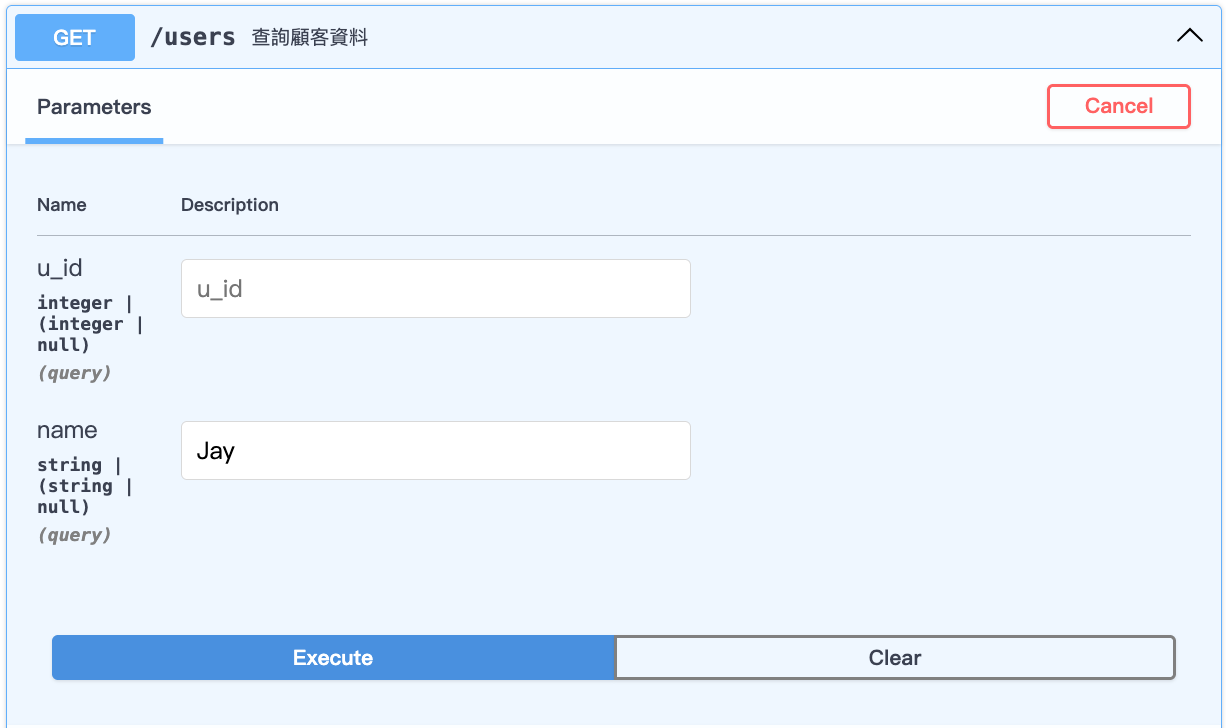 GET /users 查詢顧客資料
Parameters Cancel
Name Description
u_id u_id
integer |
(integer |
null)
(query)
name Jay
string |
(string |
null)
(query)
Execute Clear